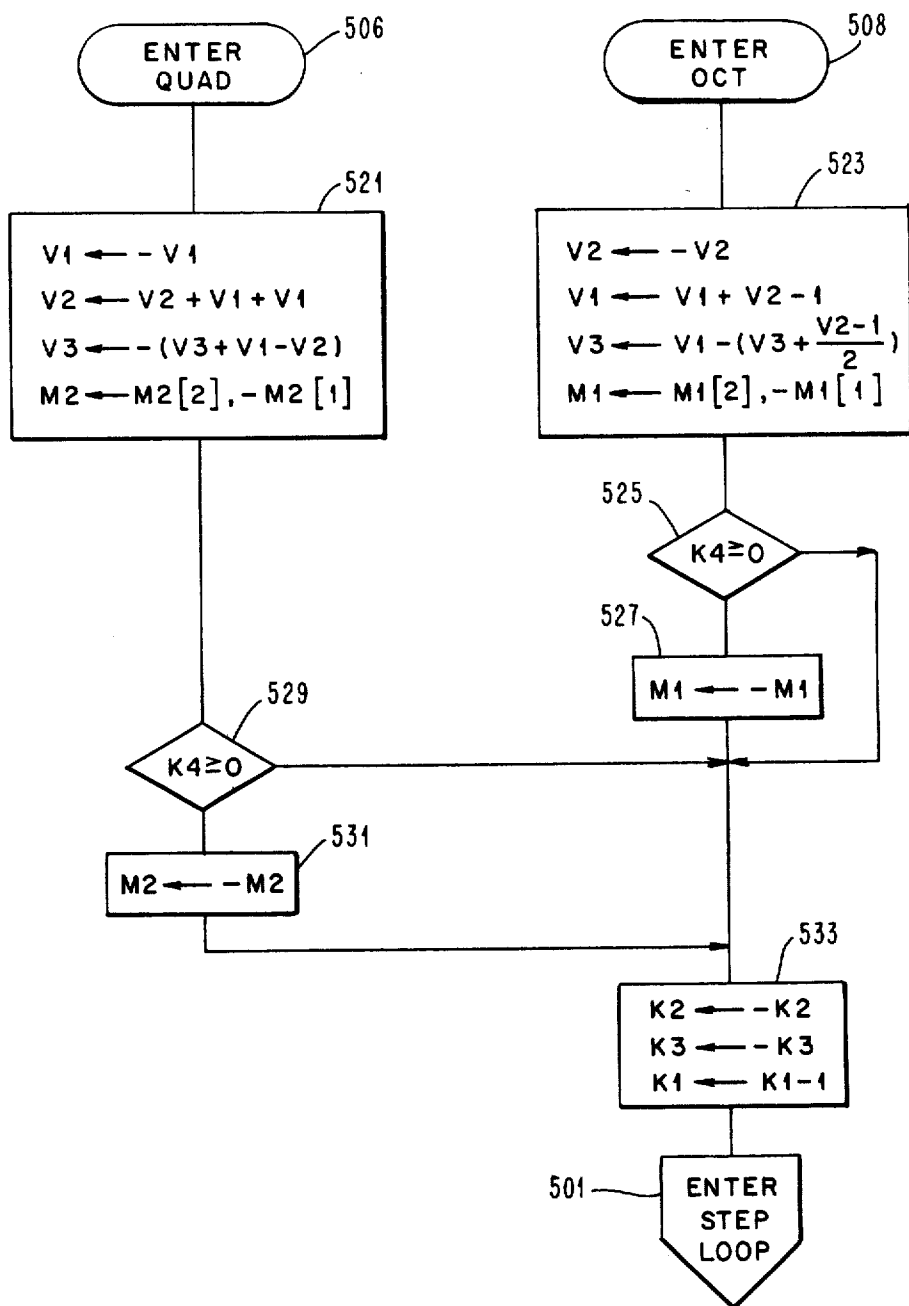 ENTER
QUAD
506
521
V1 ← - V1
V2 ← V2 + V1 + V1
V3 ← - (V3 + V1 - V2)
M2 ← M2 [2], - M2 [1]
529
K4 ≥ 0
531
M2 ← - M2
ENTER
OCT
508
523
V2 ← - V2
V1 ← V1 + V2 - 1
V3 ← V1 - (V3 + \frac{V2 - 1}{2})
M1 ← M1 [2], - M1 [1]
525
K4 ≥ 0
527
M1 ← - M1
533
K2 ← - K2
K3 ← - K3
K1 ← K1 - 1
501
ENTER
STEP
LOOP